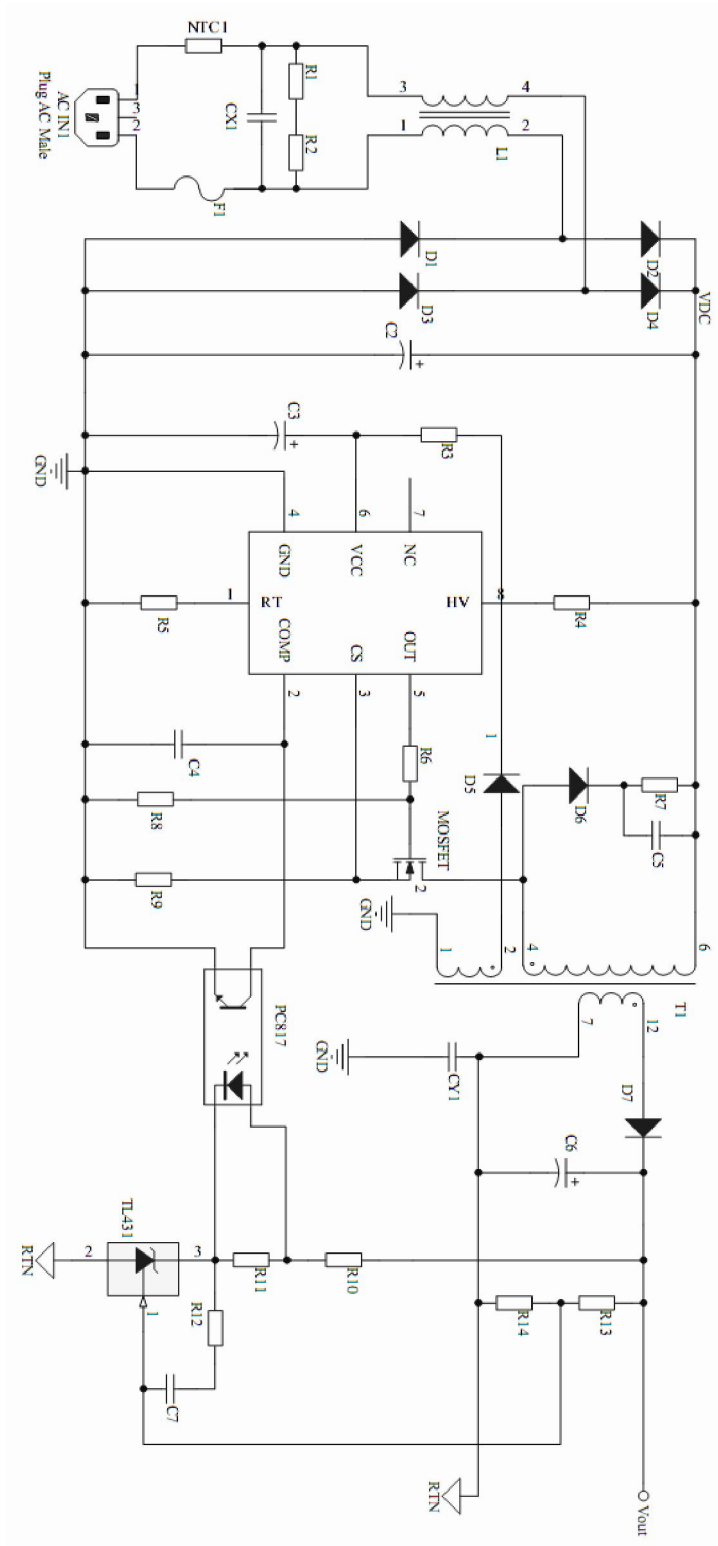 NTC1
AC IN1
Plug AC Male
1
3
2
CX1
R1
R2
F1
3
4
1
2
L1
D1
D2
D3
D4
VDC
C2
+
C3
+
R3
GND
4
6
7
GND
VCC
NC
1
RT
HV
8
R5
R4
COMP
CS
OUT
2
3
5
C4
R6
1
D5
D6
R7
C5
R8
MOSFET
2
R9
GND
1
2
4
6
T1
PC817
7
12
GND
CY1
D7
C6
+
TL431
RTN
2
3
1
R11
R10
R12
R14
R13
C7
RTN
Vout